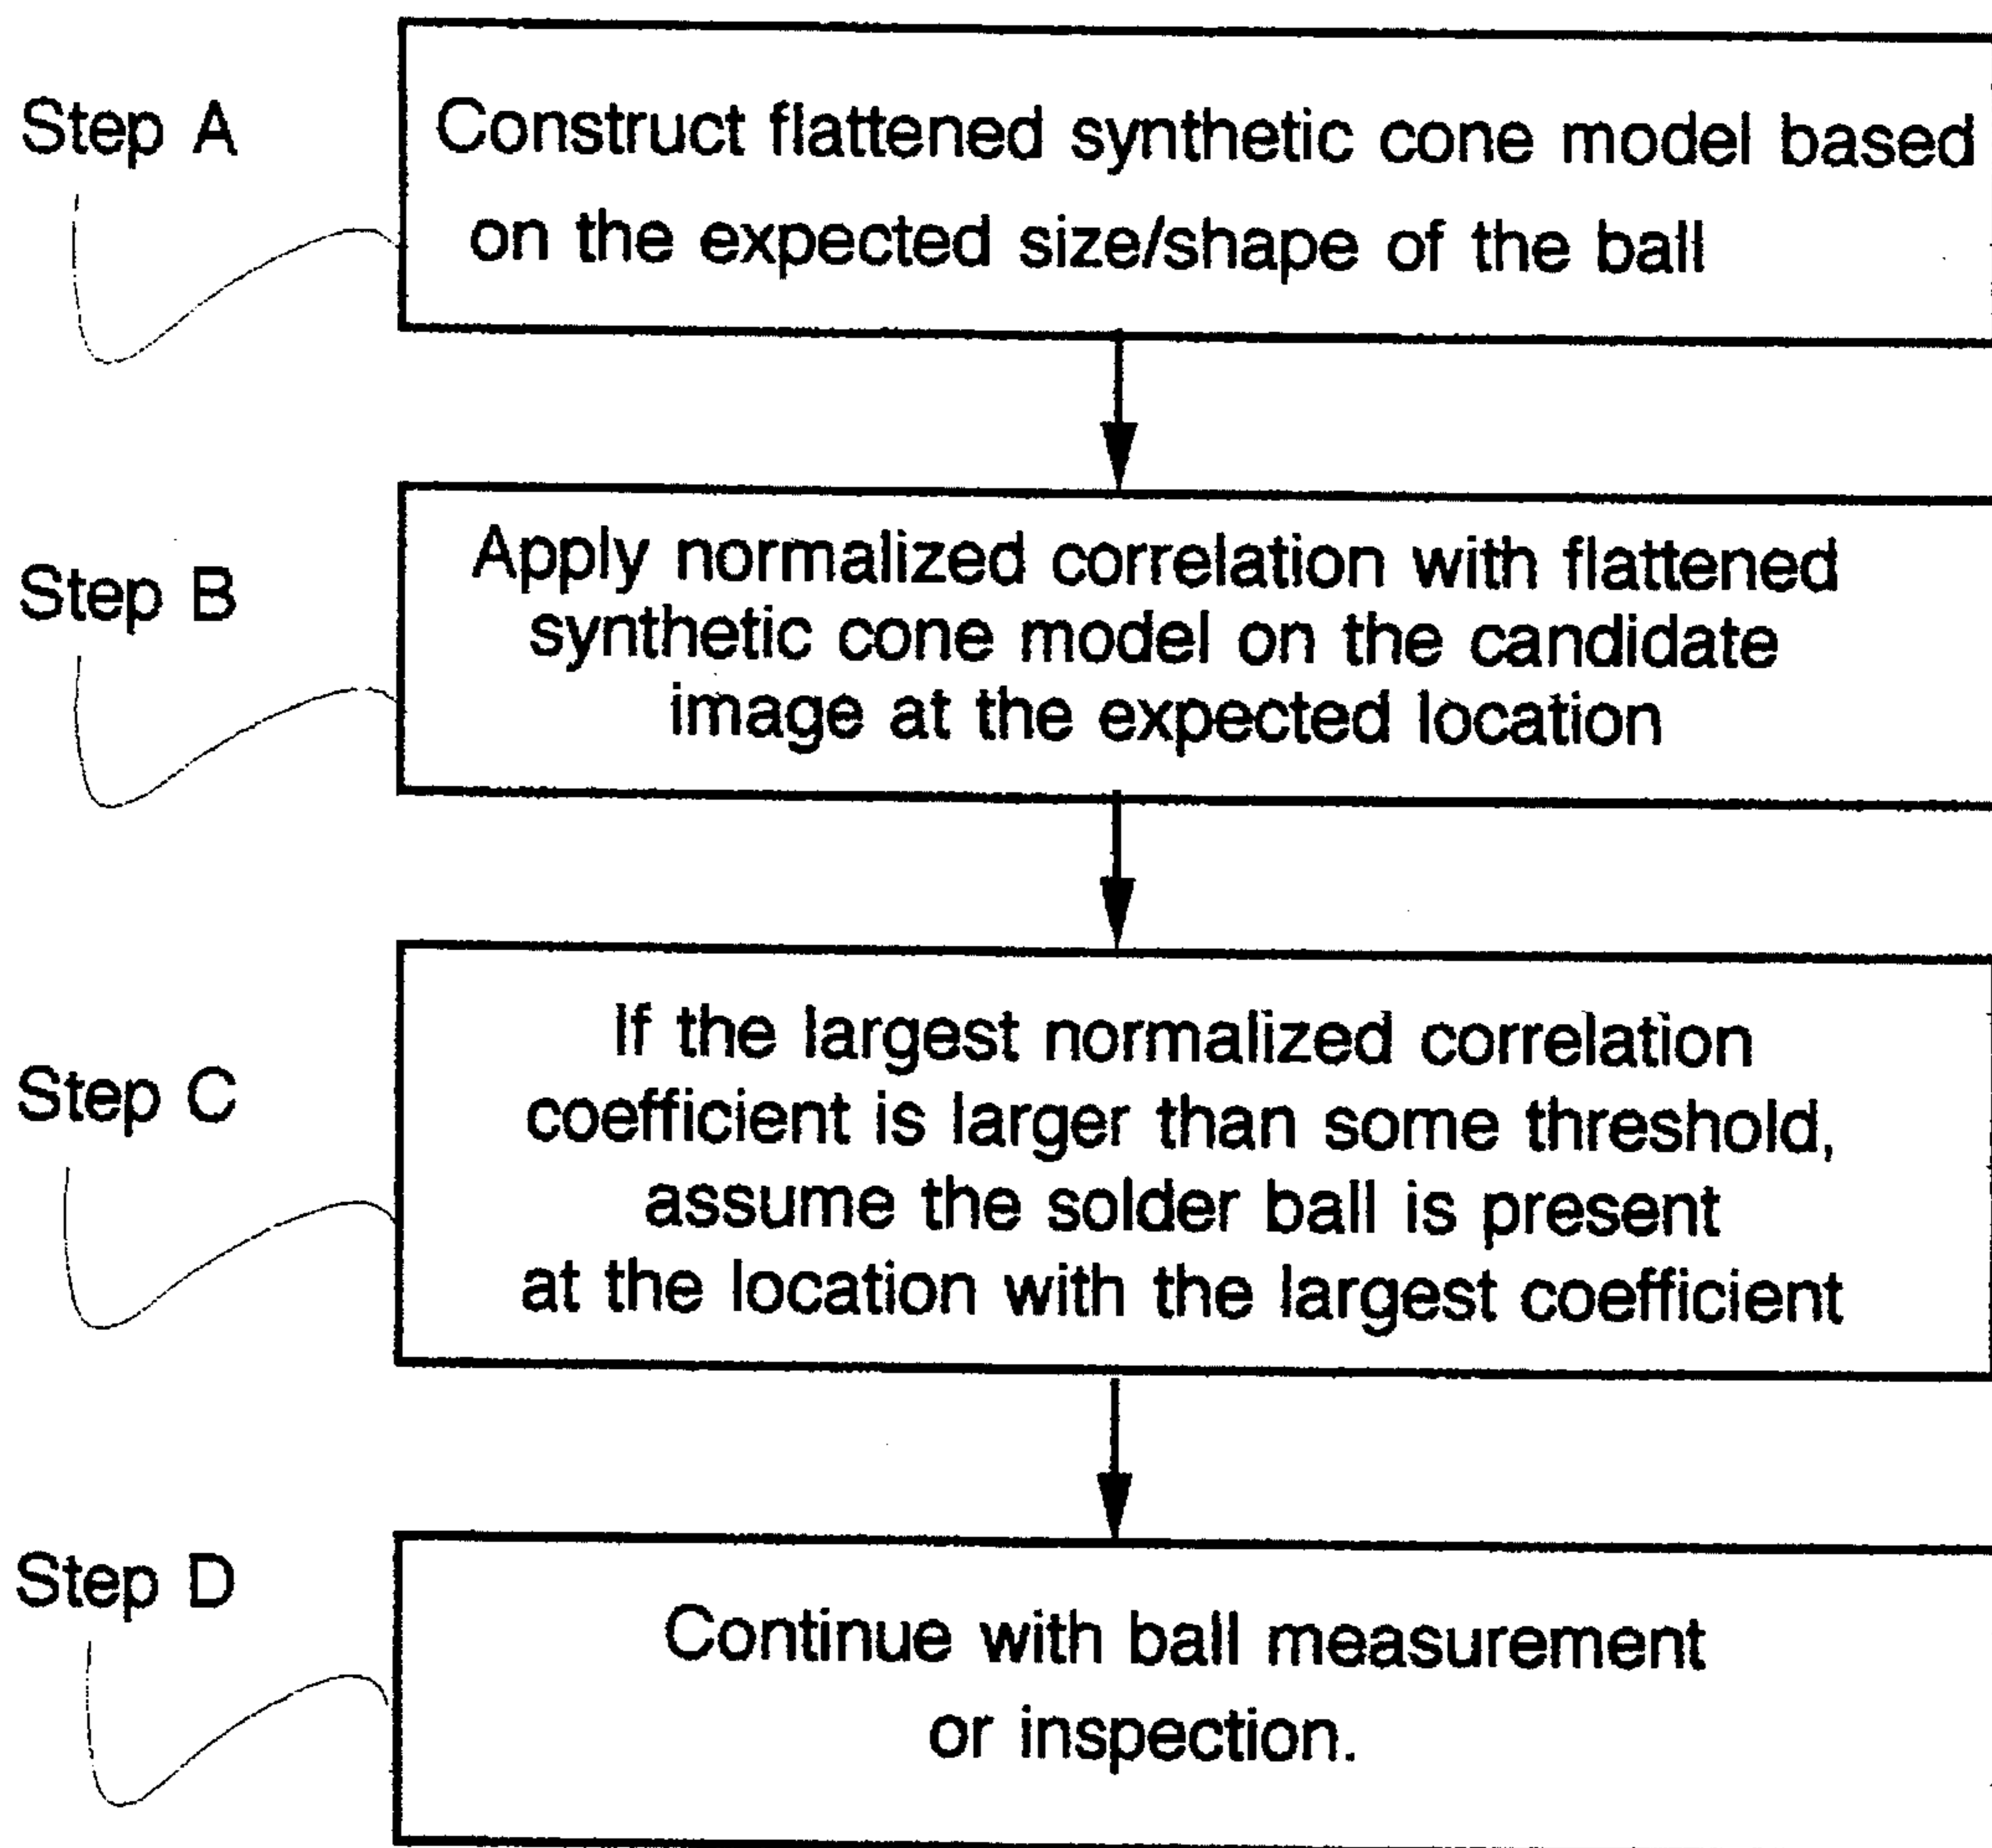 Step A
Construct flattened synthetic cone model based
on the expected size/shape of the ball
Step B
Apply normalized correlation with flattened
synthetic cone model on the candidate
image at the expected location
Step C
If the largest normalized correlation
coefficient is larger than some threshold,
assume the solder ball is present
at the location with the largest coefficient
Step D
Continue with ball measurement
or inspection.